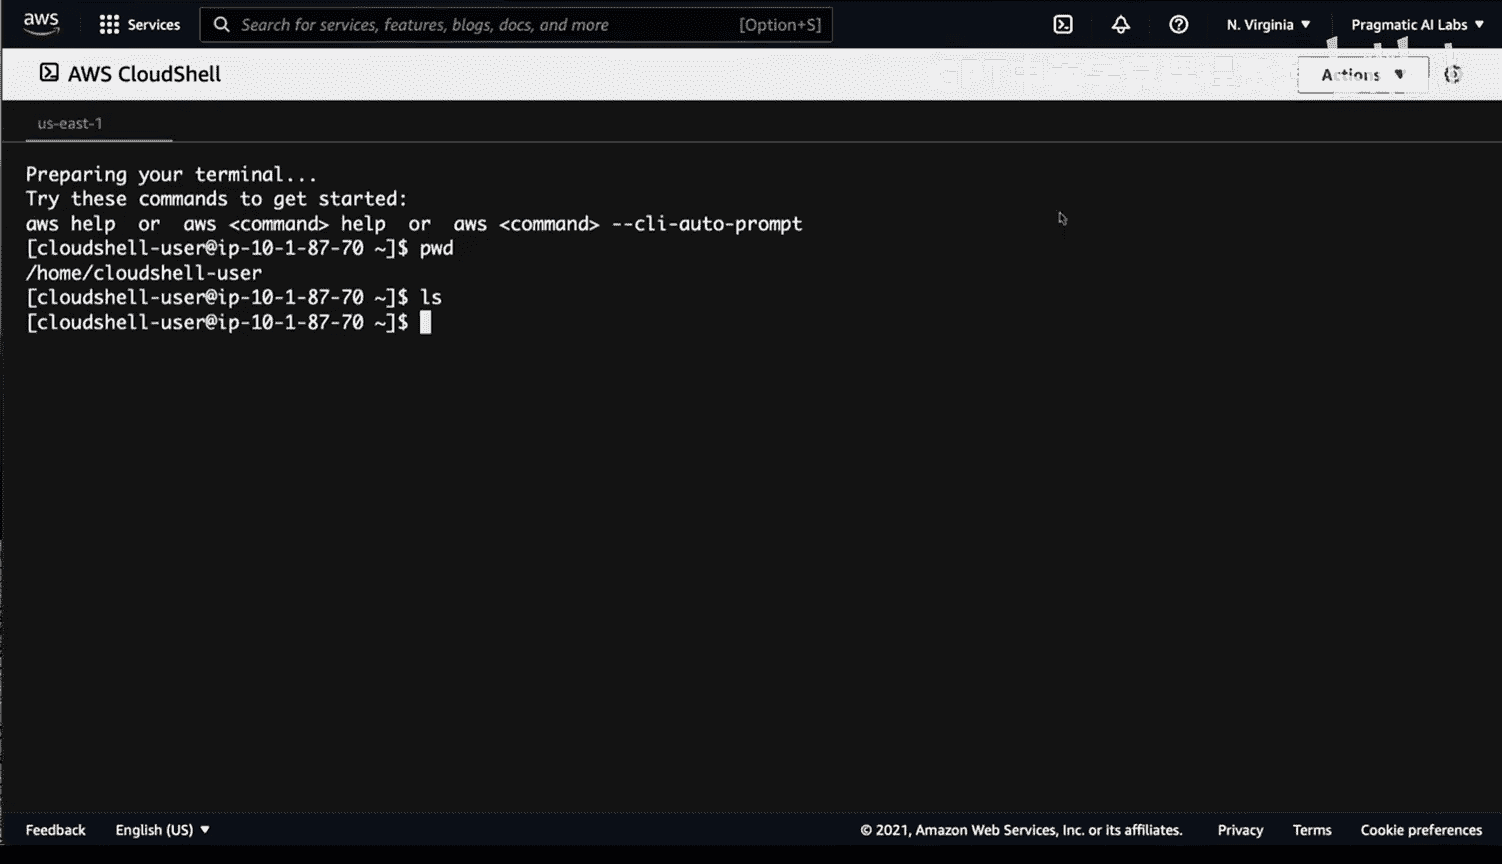 aws
Services
Search for services, features, blogs, docs, and more
[Option+S]
N. Virginia
Pragmatic AI Labs
AWS CloudShell
Actions
us-east-1
Preparing your terminal...
Try these commands to get started:
aws help or aws <command> help or aws <command> --cli-auto-prompt
[cloudshell-user@ip-10-1-87-70 ~]$ pwd
/home/cloudshell-user
[cloudshell-user@ip-10-1-87-70 ~]$ ls
[cloudshell-user@ip-10-1-87-70 ~]$
Feedback
English (US)
© 2021, Amazon Web Services, Inc. or its affiliates.
Privacy
Terms
Cookie preferences